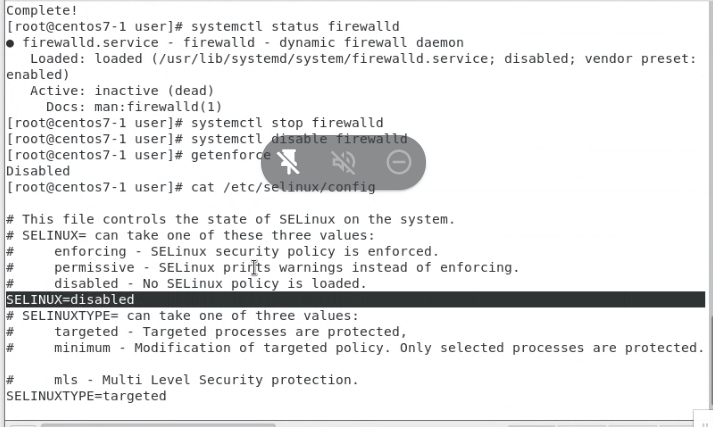 Complete!
[root@centos7-1 user]# systemctl status firewalld
● firewalld.service - firewalld - dynamic firewall daemon
   Loaded: loaded (/usr/lib/systemd/system/firewalld.service; disabled; vendor preset:
enabled)
   Active: inactive (dead)
     Docs: man:firewalld(1)
[root@centos7-1 user]# systemctl stop firewalld
[root@centos7-1 user]# systemctl disable firewalld
[root@centos7-1 user]# getenforce
Disabled
[root@centos7-1 user]# cat /etc/selinux/config
# This file controls the state of SELinux on the system.
# SELINUX= can take one of these three values:
#     enforcing - SELinux security policy is enforced.
#     permissive - SELinux prints warnings instead of enforcing.
#     disabled - No SELinux policy is loaded.
SELINUX=disabled
# SELINUXTYPE= can take one of three values:
#     targeted - Targeted processes are protected,
#     minimum - Modification of targeted policy. Only selected processes are protected.
#     mls - Multi Level Security protection.
SELINUXTYPE=targeted